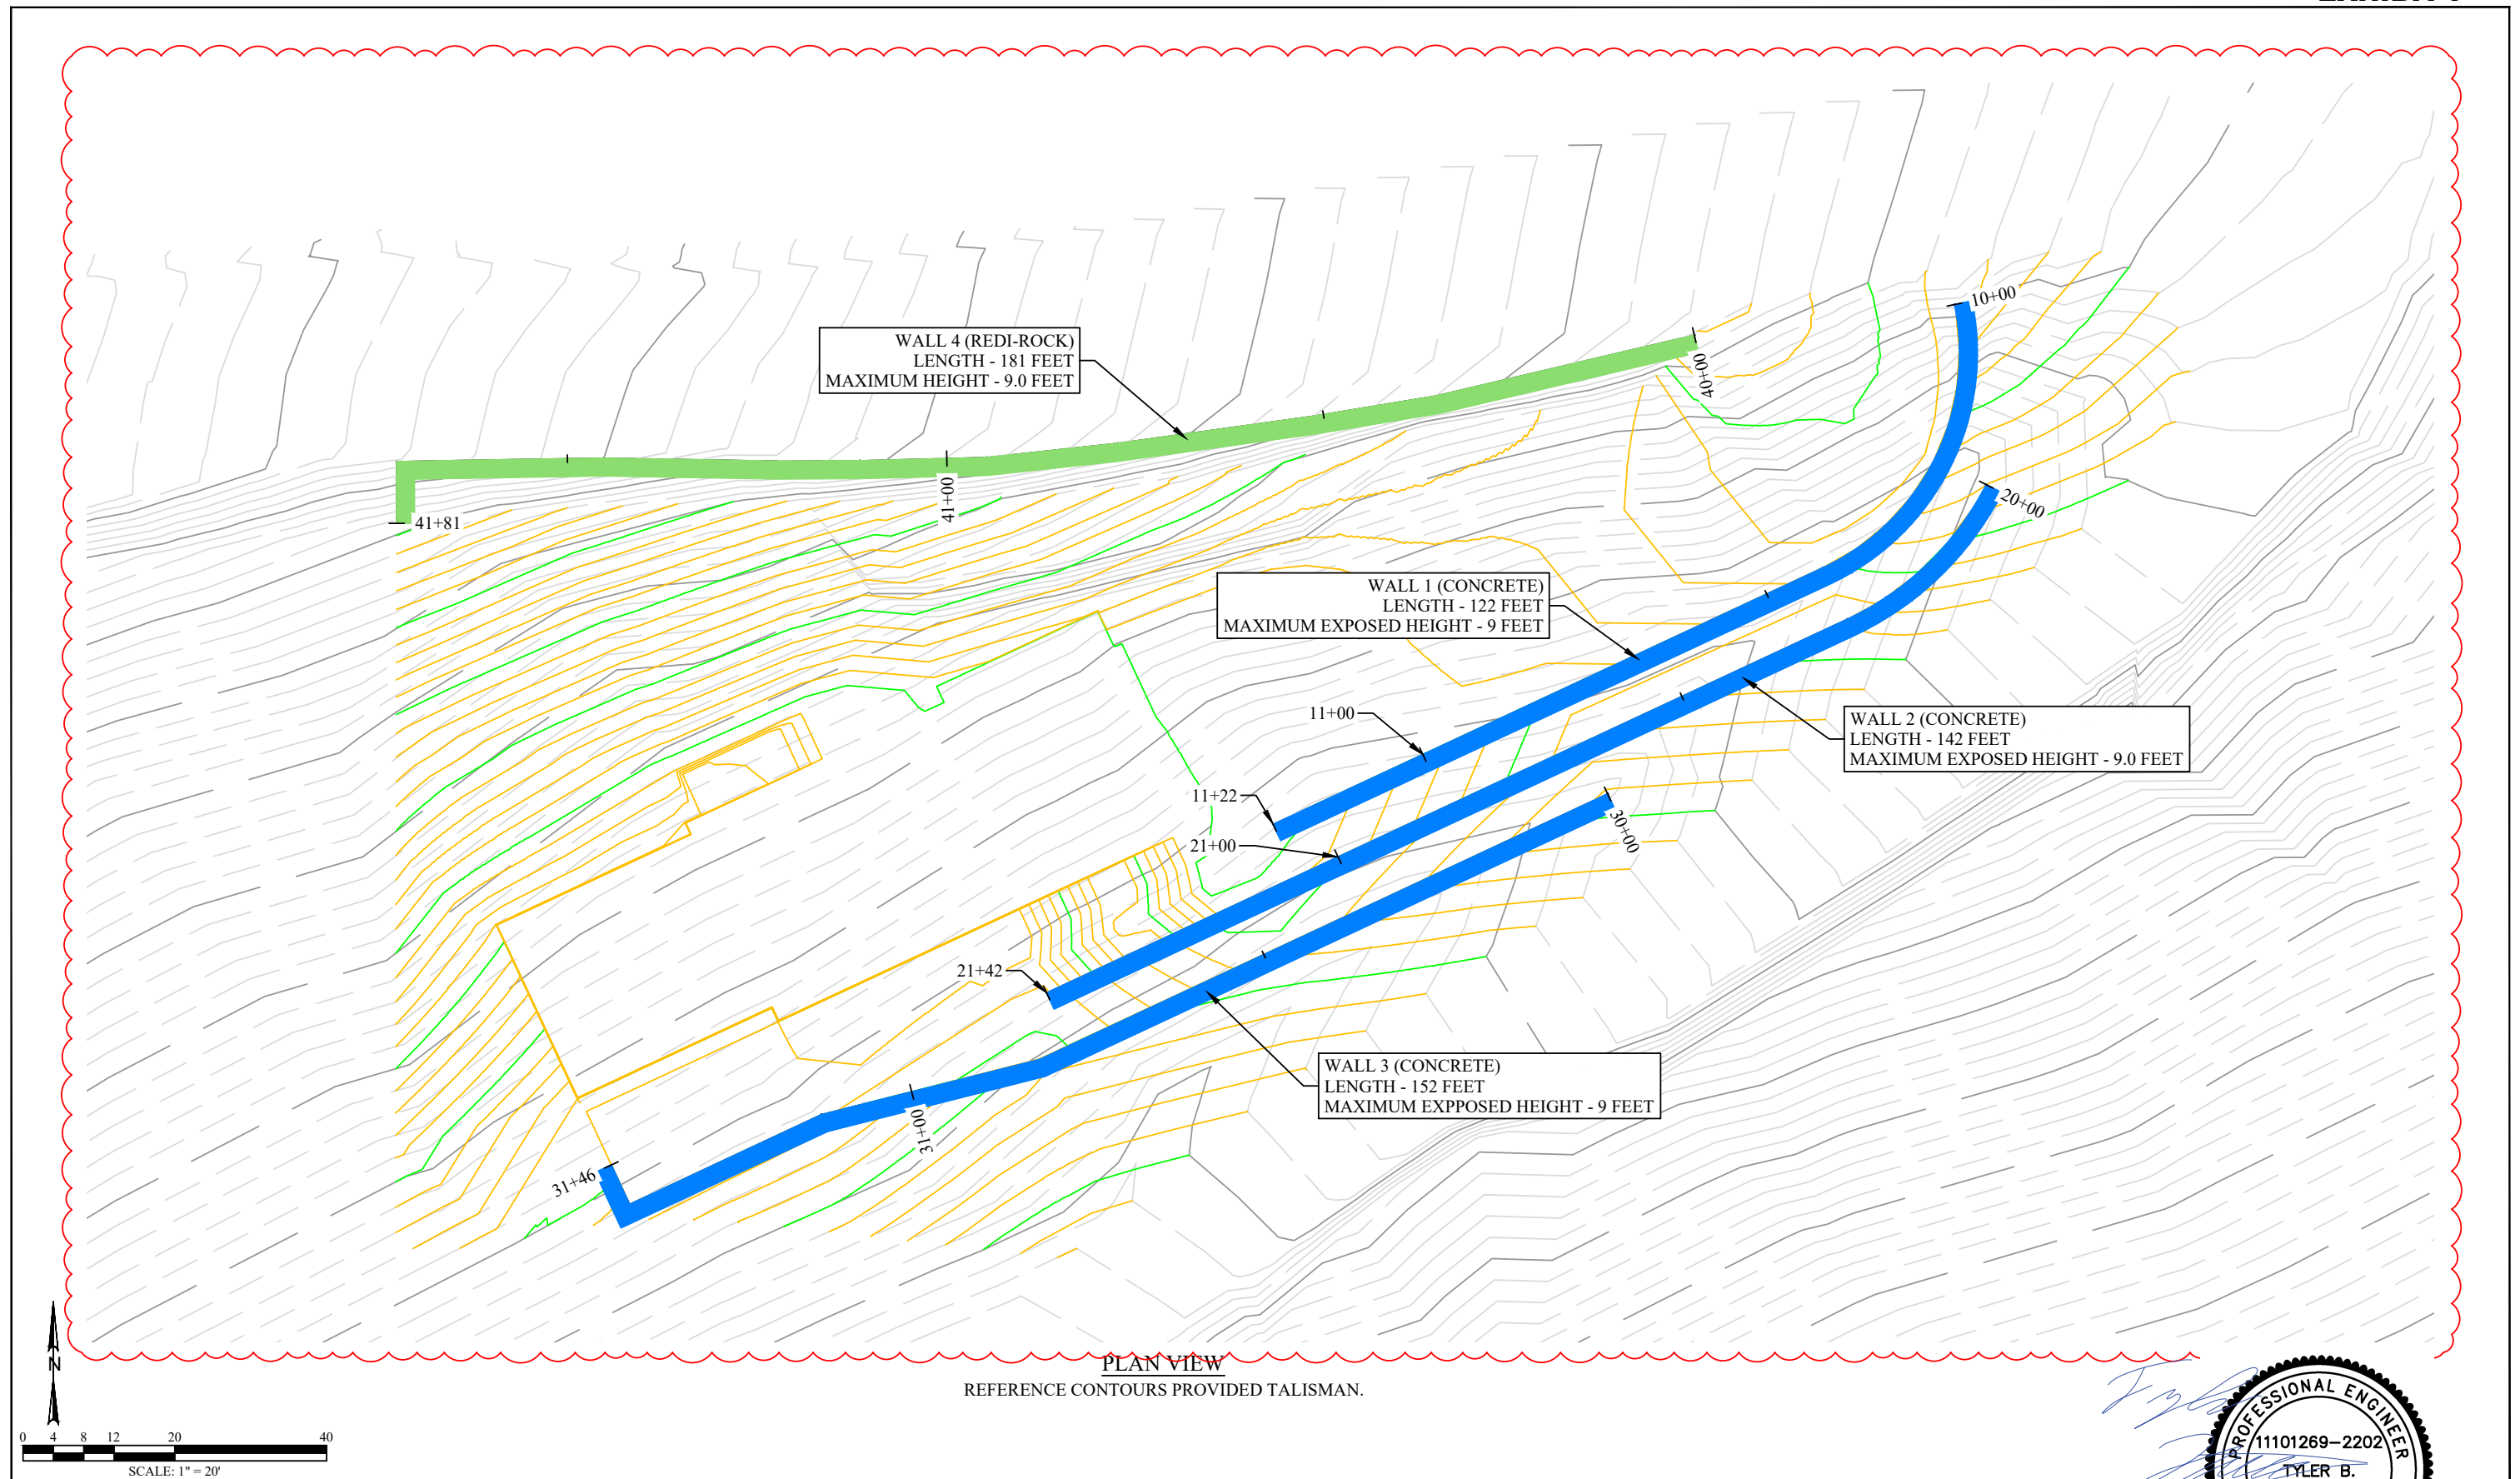 WALL 4 (REDI-ROCK)
LENGTH - 181 FEET
MAXIMUM HEIGHT - 9.0 FEET
10+00
40+00
41+00
41+81
20+00
WALL 1 (CONCRETE)
LENGTH - 122 FEET
MAXIMUM EXPOSED HEIGHT - 9 FEET
11+00
WALL 2 (CONCRETE)
LENGTH - 142 FEET
MAXIMUM EXPOSED HEIGHT - 9.0 FEET
11+22
21+00
30+00
21+42
WALL 3 (CONCRETE)
LENGTH - 152 FEET
MAXIMUM EXPPOSED HEIGHT - 9 FEET
31+00
31+46
N
PLAN VIEW
REFERENCE CONTOURS PROVIDED TALISMAN.
0 4 8 12 20 40
SCALE: 1" = 20'
PROFESSIONAL ENGINEER
11101269-2202
TYLER B.